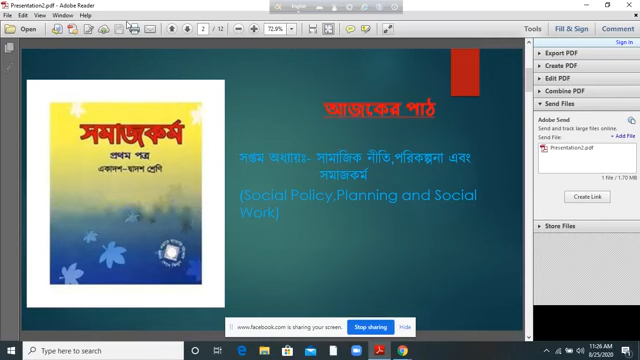 Presentation2.pdf - Adobe Reader
File Edit View Window Help
English
Open 2 / 12 72.9% Tools Fill & Sign Comment
Sign In
Export PDF
Create PDF
Edit PDF
Combine PDF
Send Files
Adobe Send
Send and track large files online.
File: + Add File
Presentation2.pdf
1 file / 1.70 MB
Create Link
Store Files
আজকের পাঠ
সমাজকর্ম
প্রথম পত্র
একাদশ-দ্বাদশ শ্রেণি
সপ্তম অধ্যায়ঃ- সামাজিক নীতি,পরিকল্পনা এবং
সমাজকর্ম
(Social Policy,Planning and Social
Work)
www.facebook.com is sharing your screen. Stop sharing Hide
Type here to search
11:26 AM
8/25/2020